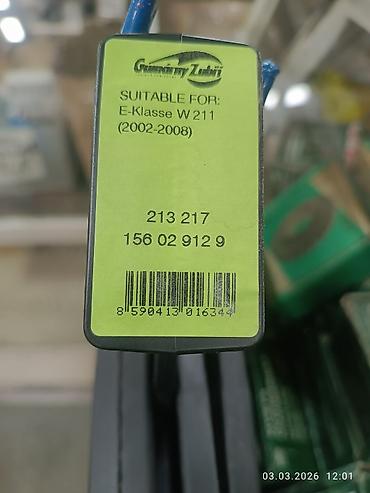 Gumárny Zubří
SUITABLE FOR:
E-Klasse W 211
(2002-2008)
213 217
156 02 912 9
8 590413 016344
03.03.2026 12:01